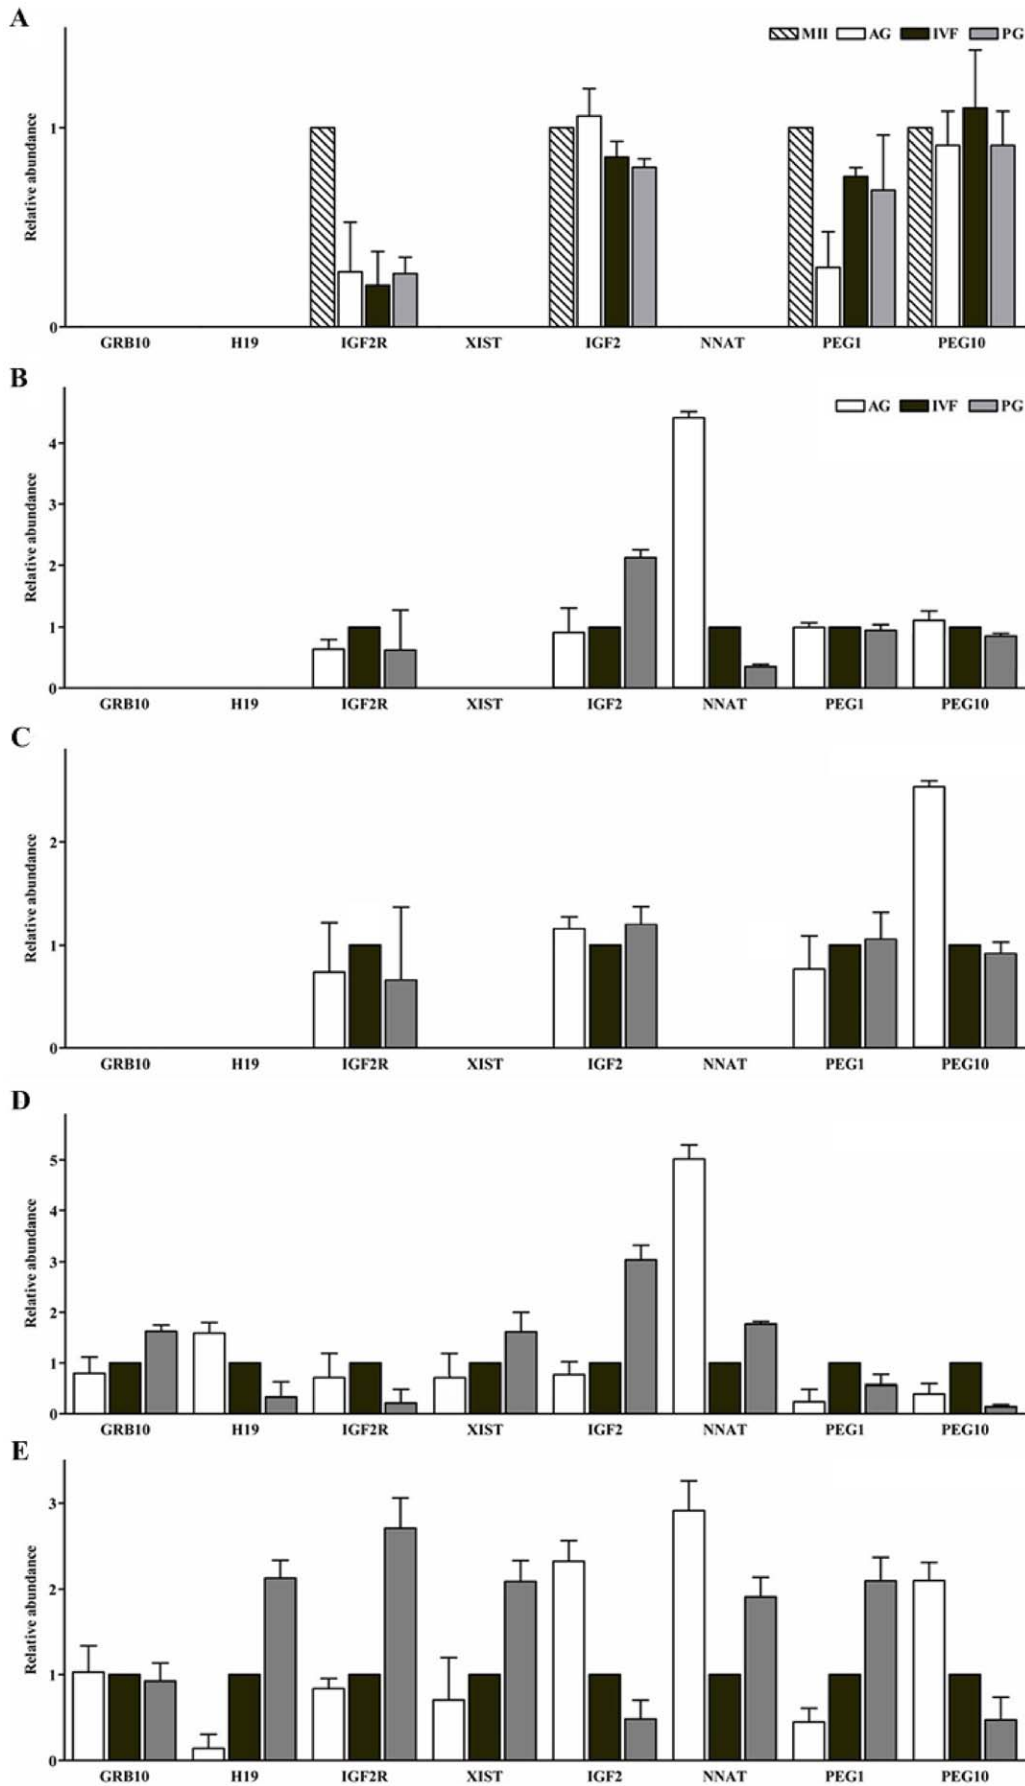 A
MII AG IVF PG
Relative abundance
1
0
GRB10 H19 IGF2R XIST IGF2 NNAT PEG1 PEG10
B
AG IVF PG
Relative abundance
4
3
2
1
0
GRB10 H19 IGF2R XIST IGF2 NNAT PEG1 PEG10
C
Relative abundance
2
1
0
GRB10 H19 IGF2R XIST IGF2 NNAT PEG1 PEG10
D
Relative abundance
5
4
3
2
1
0
GRB10 H19 IGF2R XIST IGF2 NNAT PEG1 PEG10
E
Relative abundance
3
2
1
0
GRB10 H19 IGF2R XIST IGF2 NNAT PEG1 PEG10